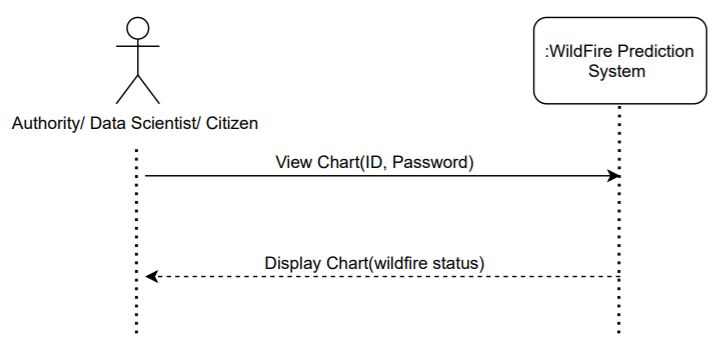 :WildFire Prediction
System
Authority/ Data Scientist/ Citizen
View Chart(ID, Password)
Display Chart(wildfire status)